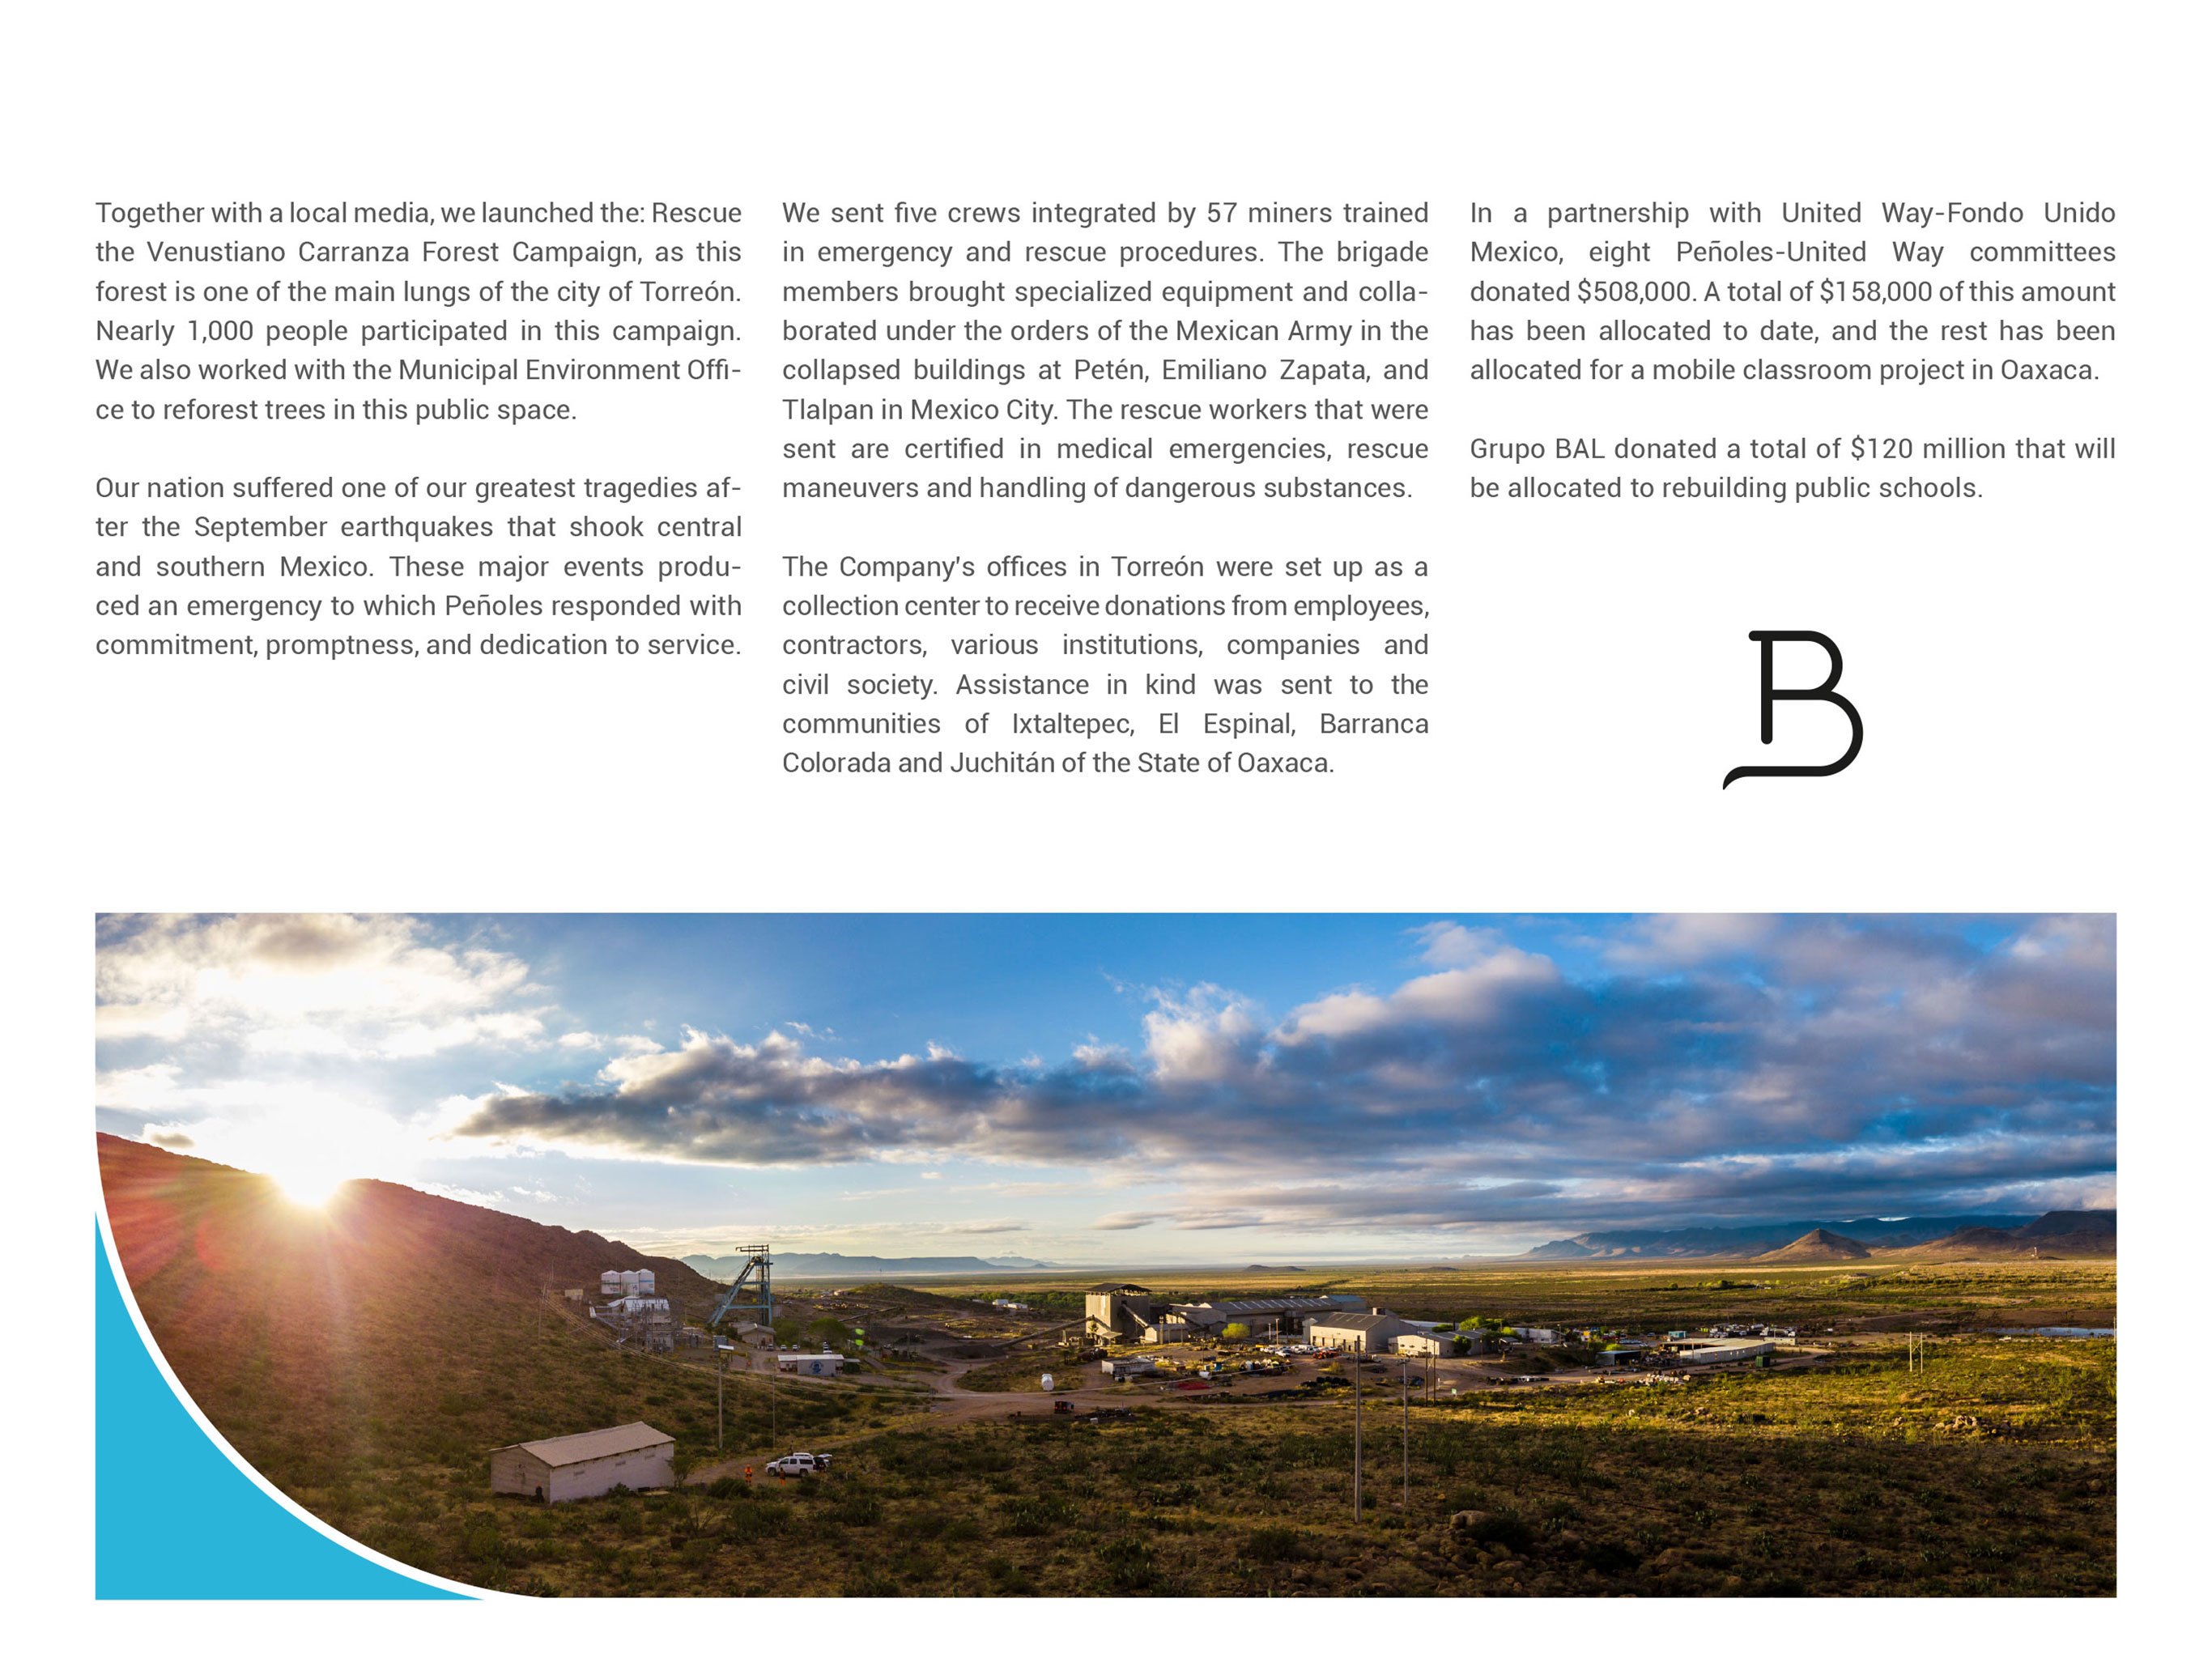 Together with a local media, we launched the: Rescue
the Venustiano Carranza Forest Campaign, as this
forest is one of the main lungs of the city of Torreón.
Nearly 1,000 people participated in this campaign.
We also worked with the Municipal Environment Offi-
ce to reforest trees in this public space.
Our nation suffered one of our greatest tragedies af-
ter the September earthquakes that shook central
and southern Mexico. These major events produ-
ced an emergency to which Peñoles responded with
commitment, promptness, and dedication to service.
We sent five crews integrated by 57 miners trained
in emergency and rescue procedures. The brigade
members brought specialized equipment and colla-
borated under the orders of the Mexican Army in the
collapsed buildings at Petén, Emiliano Zapata, and
Tlalpan in Mexico City. The rescue workers that were
sent are certified in medical emergencies, rescue
maneuvers and handling of dangerous substances.
The Company's offices in Torreón were set up as a
collection center to receive donations from employees,
contractors, various institutions, companies and
civil society. Assistance in kind was sent to the
communities of Ixtaltepec, El Espinal, Barranca
Colorada and Juchitán of the State of Oaxaca.
In a partnership with United Way-Fondo Unido
Mexico, eight Peñoles-United Way committees
donated $508,000. A total of $158,000 of this amount
has been allocated to date, and the rest has been
allocated for a mobile classroom project in Oaxaca.
Grupo BAL donated a total of $120 million that will
be allocated to rebuilding public schools.
B